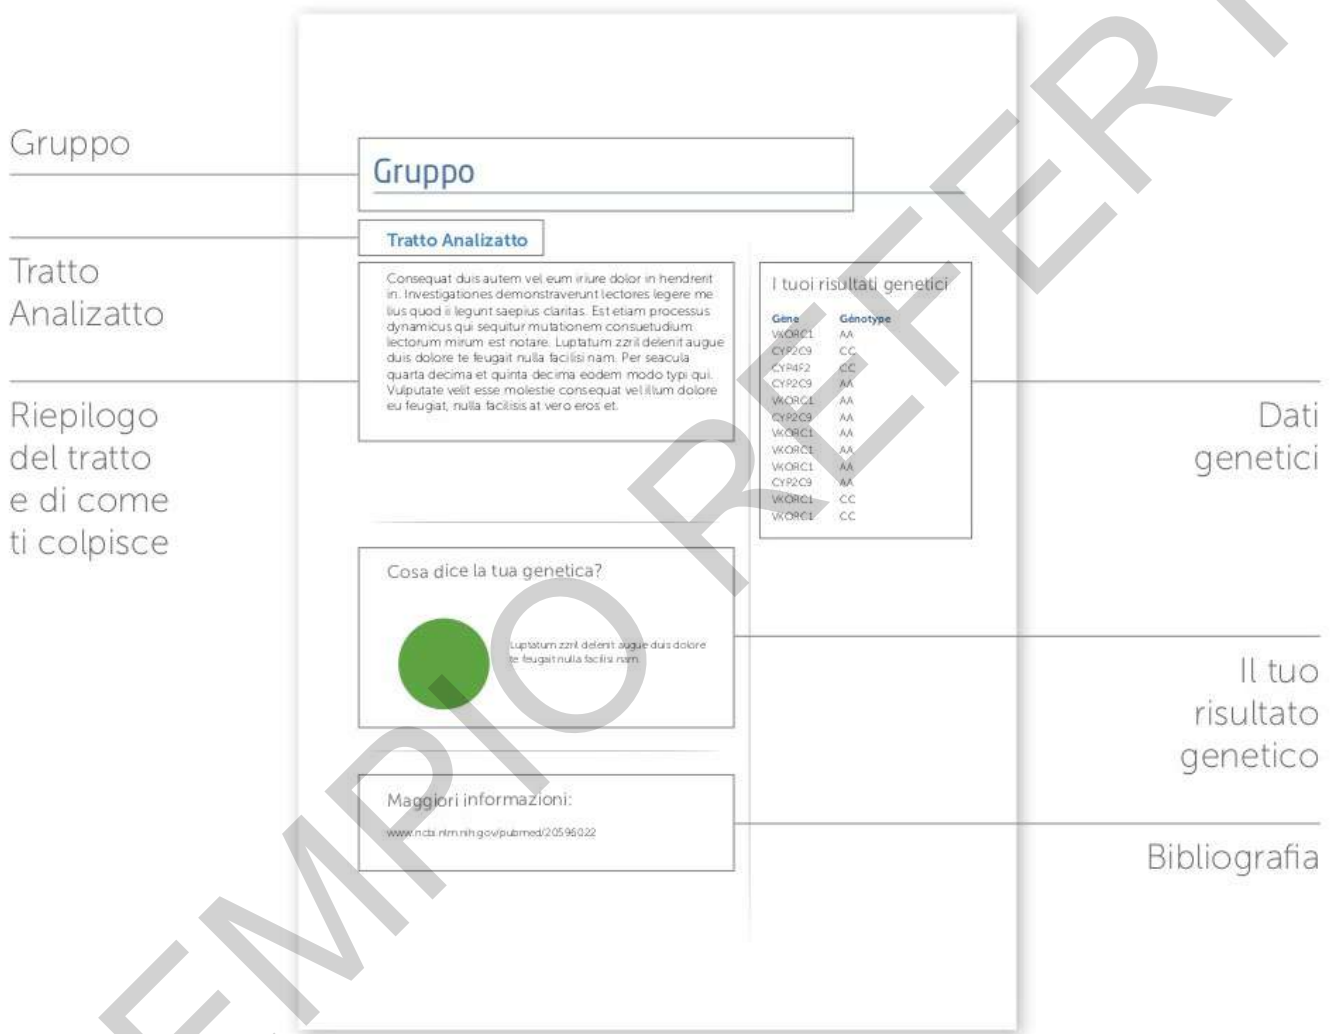 Gruppo
Tratto
Analizatto
Riepilogo
del tratto
e di come
ti colpisce
Gruppo
Tratto Analizatto
Consequat duis autem vel eum iriure dolor in hendrerit
in. Investigationes demonstraverunt lectores legere me
lius quod ii legunt saepius claritas. Est etiam processus
dynamicus qui sequitur mutationem consuetudium
lectorum mirum est notare. Luptatum zzril delenit augue
duis dolore te feugait nulla facilisi nam. Per seacula
quarta decima et quinta decima eodem modo typi qui.
Vulputate velit esse molestie consequat vel illum dolore
eu feugiat, nulla facilisis at vero eros et.
I tuoi risultati genetici
Gène Génotype
VKORC1 AA
CYP2C9 CC
CYP4F2 CC
CYP2C9 AA
VKORC1 AA
CYP2C9 AA
VKORC1 AA
VKORC1 AA
VKORC1 AA
CYP2C9 AA
VKORC1 CC
VKORC1 CC
Cosa dice la tua genetica?
Luptatum zzril delenit augue duis dolore
te feugait nulla facilisi nam.
Maggiori informazioni:
www.ncbi.nlm.nih.gov/pubmed/20596022
Dati
genetici
Il tuo
risultato
genetico
Bibliografia
EMPIO REFERT